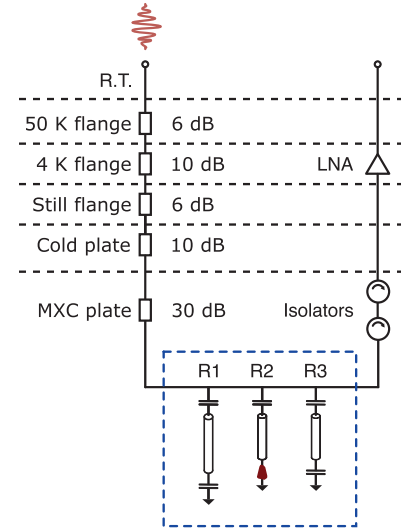 R.T.
50 K flange 6 dB
4 K flange 10 dB LNA
Still flange 6 dB
Cold plate 10 dB
MXC plate 30 dB Isolators
R1 R2 R3